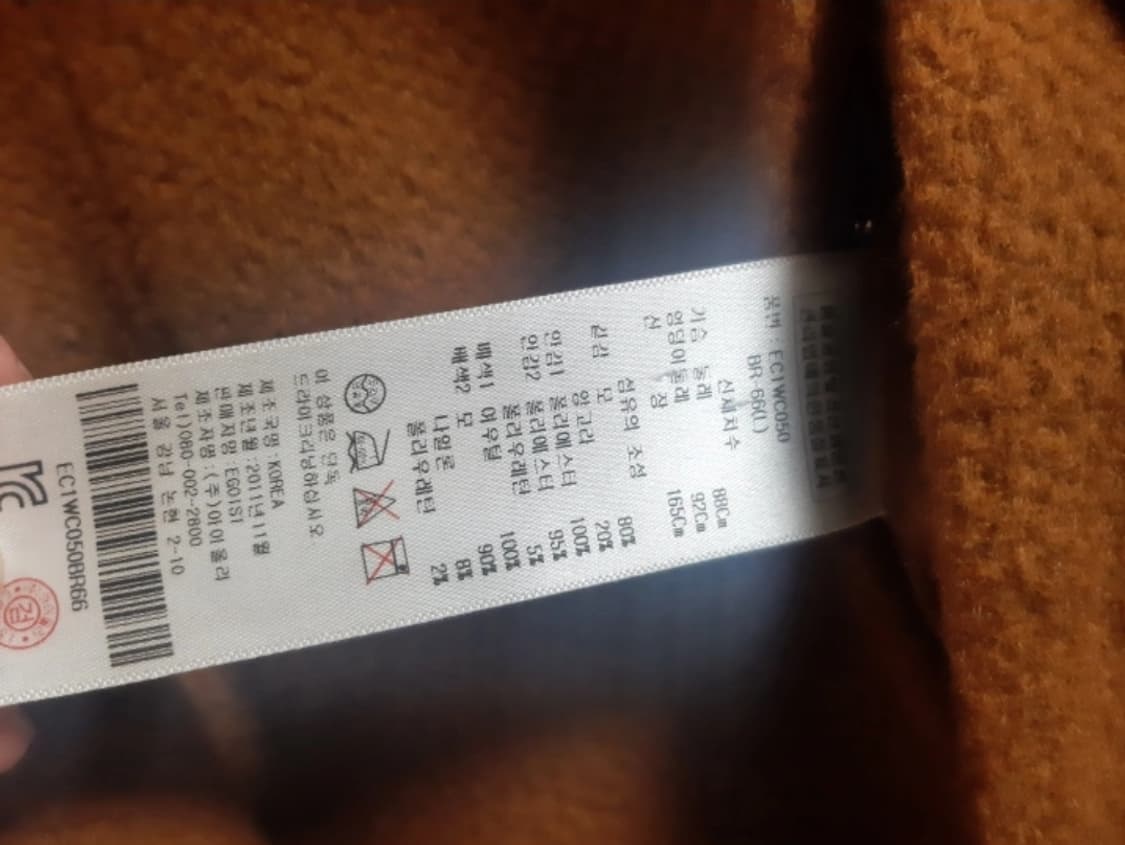 품번 : EC1WC050
BR-66( )
신체치수
가슴 둘레 88Cm
엉덩이둘레 92Cm
신 장 165Cm
섬유의 조성
겉감 모 80%
앙고라 20%
안감1 폴리에스터 100%
안감2 폴리에스터 95%
폴리우레탄 5%
배색1 여우털 100%
배색2 모 90%
나일론 8%
폴리우레탄 2%
이 상품은 단독
드라이크리닝하십시오
제조국명 : KOREA
제조년월 : 2011년11월
판매자명 : EGOIST
제조자명 : (주)아이올리
Tel)080-002-2800
서울 강남 논현 2-10
EC1WC050BR66
검